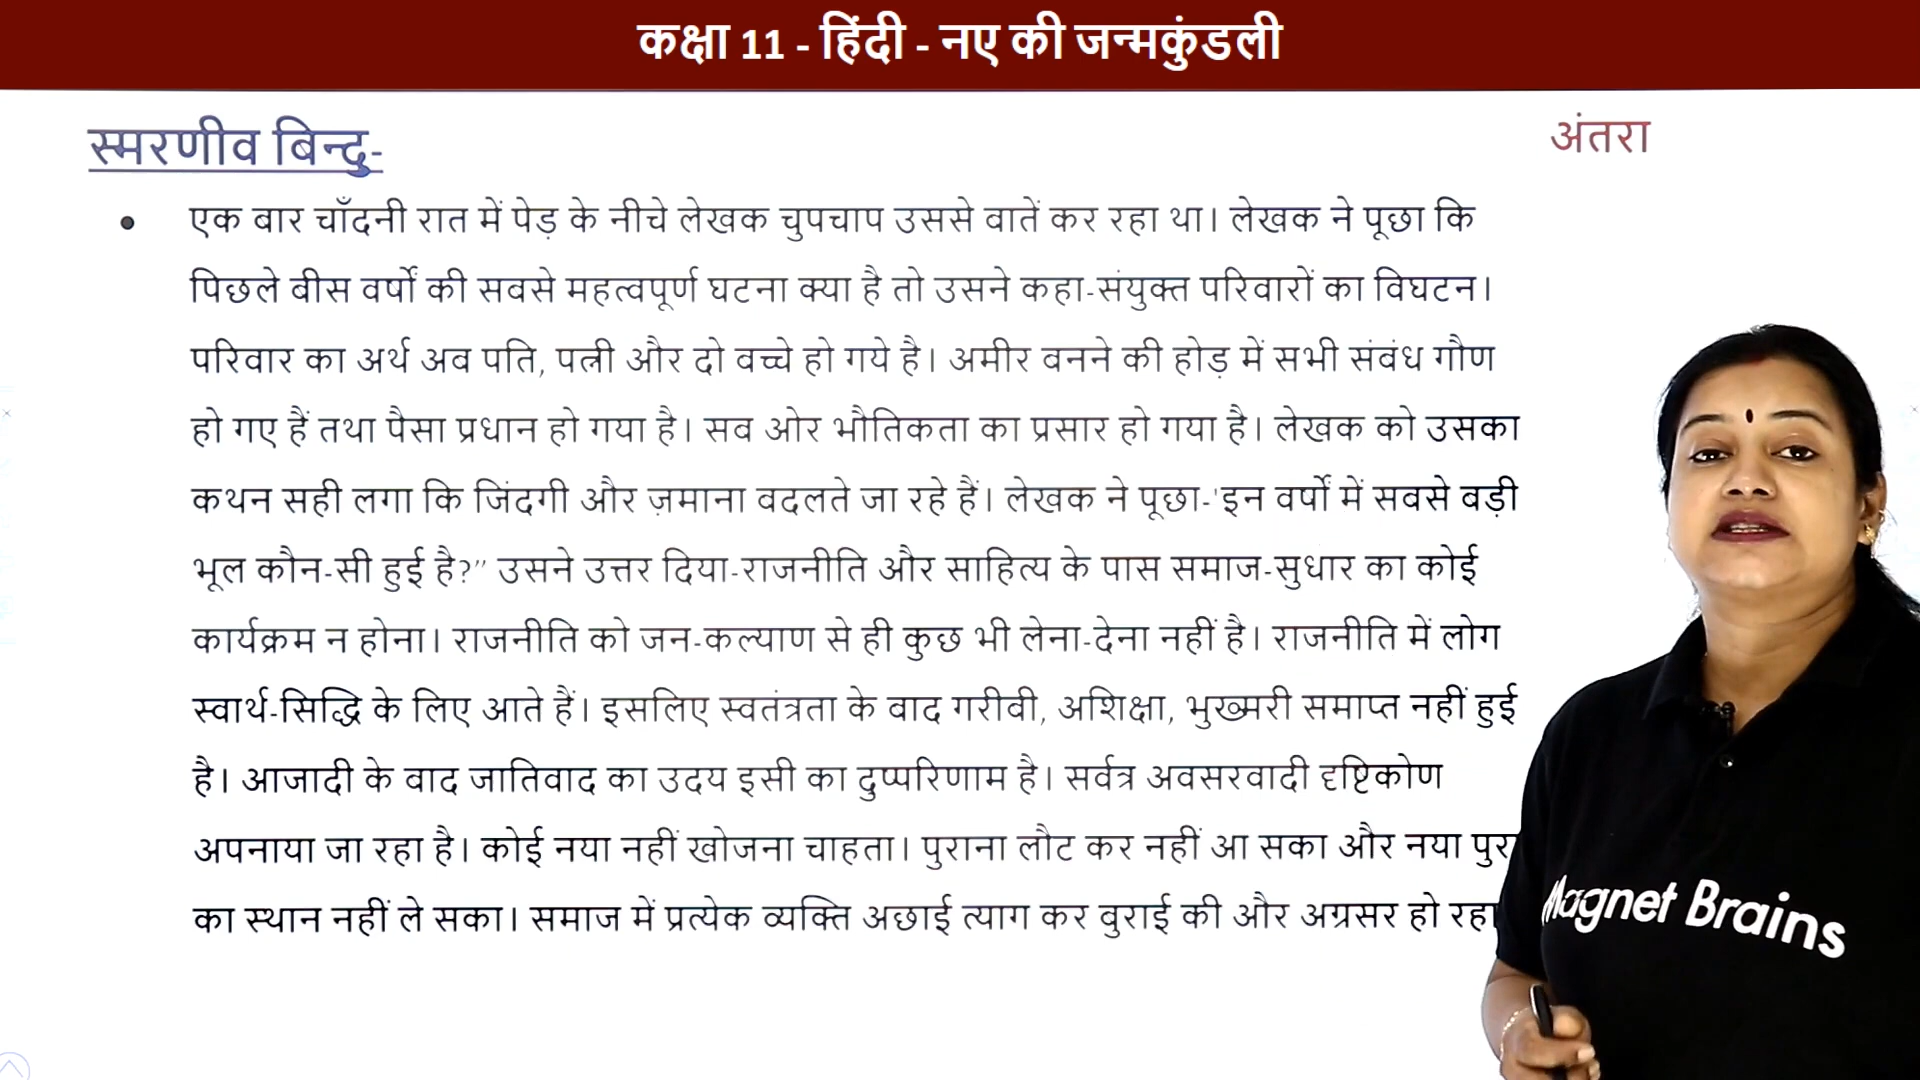 कक्षा 11 - हिंदी - नए की जन्मकुंडली
स्मरणीव बिन्दु-
अंतरा
• एक बार चाँदनी रात में पेड़ के नीचे लेखक चुपचाप उससे वातें कर रहा था। लेखक ने पूछा कि
पिछले बीस वर्षों की सबसे महत्वपूर्ण घटना क्या है तो उसने कहा-संयुक्त परिवारों का विघटन।
परिवार का अर्थ अव पति, पत्नी और दो वच्चे हो गये है। अमीर वनने की होड़ में सभी संवंध गौण
हो गए हैं तथा पैसा प्रधान हो गया है। सव ओर भौतिकता का प्रसार हो गया है। लेखक को उसका
कथन सही लगा कि जिंदगी और ज़माना वदलते जा रहे हैं। लेखक ने पूछा-'इन वर्षों में सबसे वड़ी
भूल कौन-सी हुई है?” उसने उत्तर दिया-राजनीति और साहित्य के पास समाज-सुधार का कोई
कार्यक्रम न होना। राजनीति को जन-कल्याण से ही कुछ भी लेना-देना नहीं है। राजनीति में लोग
स्वार्थ-सिद्धि के लिए आते हैं। इसलिए स्वतंत्रता के वाद गरीवी, अशिक्षा, भुख्मरी समाप्त नहीं हुई
है। आजादी के वाद जातिवाद का उदय इसी का दुष्परिणाम है। सर्वत्र अवसरवादी दृष्टिकोण
अपनाया जा रहा है। कोई नया नहीं खोजना चाहता। पुराना लौट कर नहीं आ सका और नया
का स्थान नहीं ले सका। समाज में प्रत्येक व्यक्ति अछाई त्याग कर वुराई की और अग्रसर हो रहा
Magnet Brains